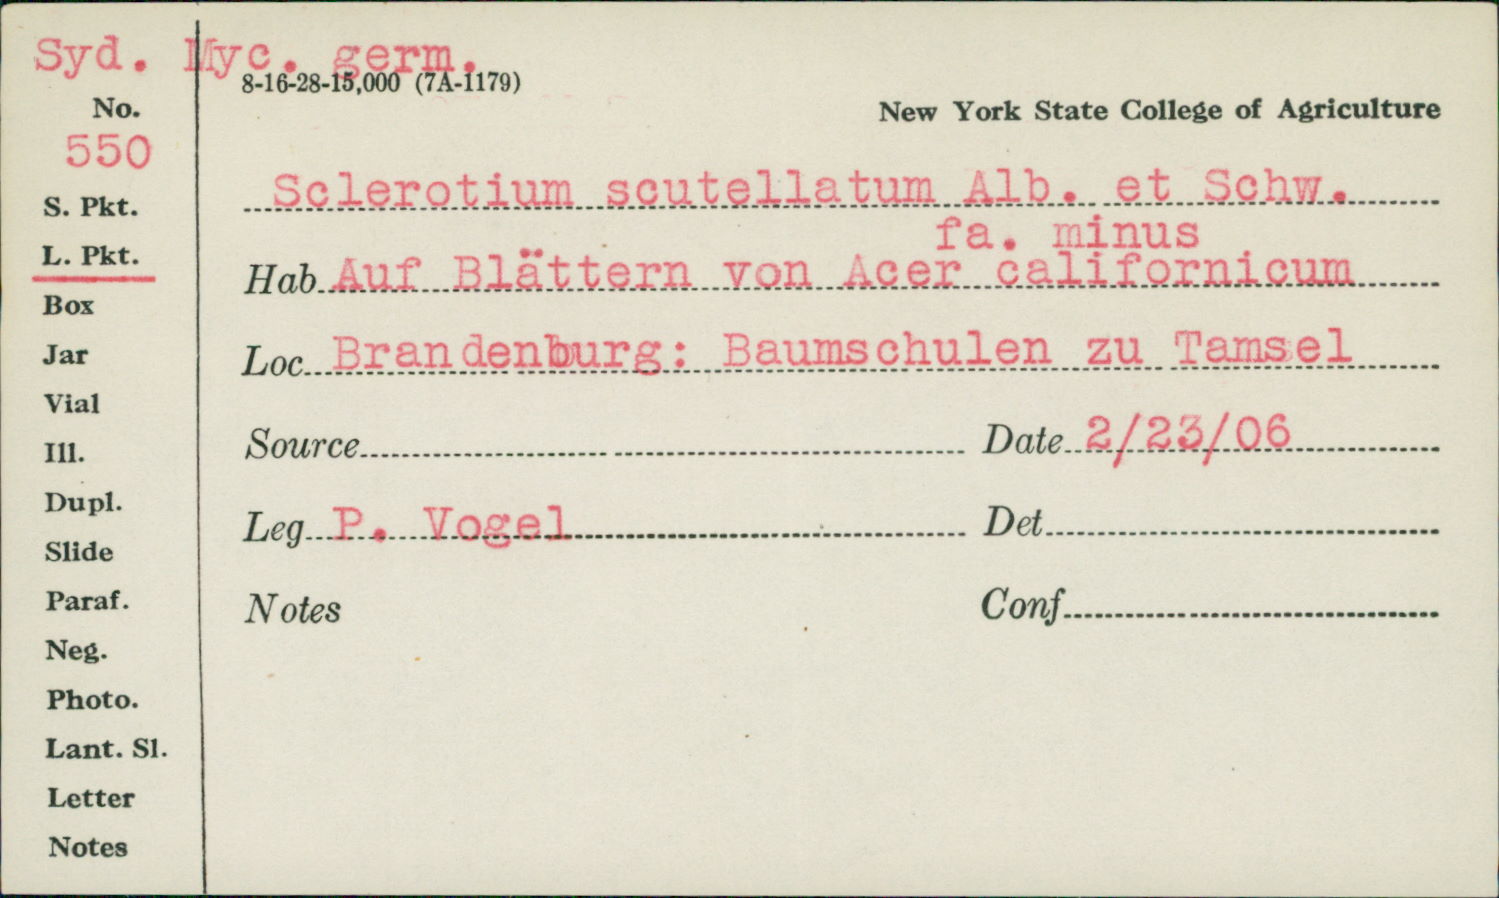 Syd. Myc. germ.
8-16-28-15,000 (7A-1179)
No.
New York State College of Agriculture
550
Sclerotium scutellatum Alb. et Schw.
S. Pkt.
fa. minus
L. Pkt.
Hab Auf Blättern von Acer californicum
Box
Loc Brandenburg: Baumschulen zu Tamsel
Jar
Vial
Source Date 2/23/06
Ill.
Dupl.
Leg P. Vogel Det
Slide
Paraf.
Notes Conf
Neg.
Photo.
Lant. Sl.
Letter
Notes